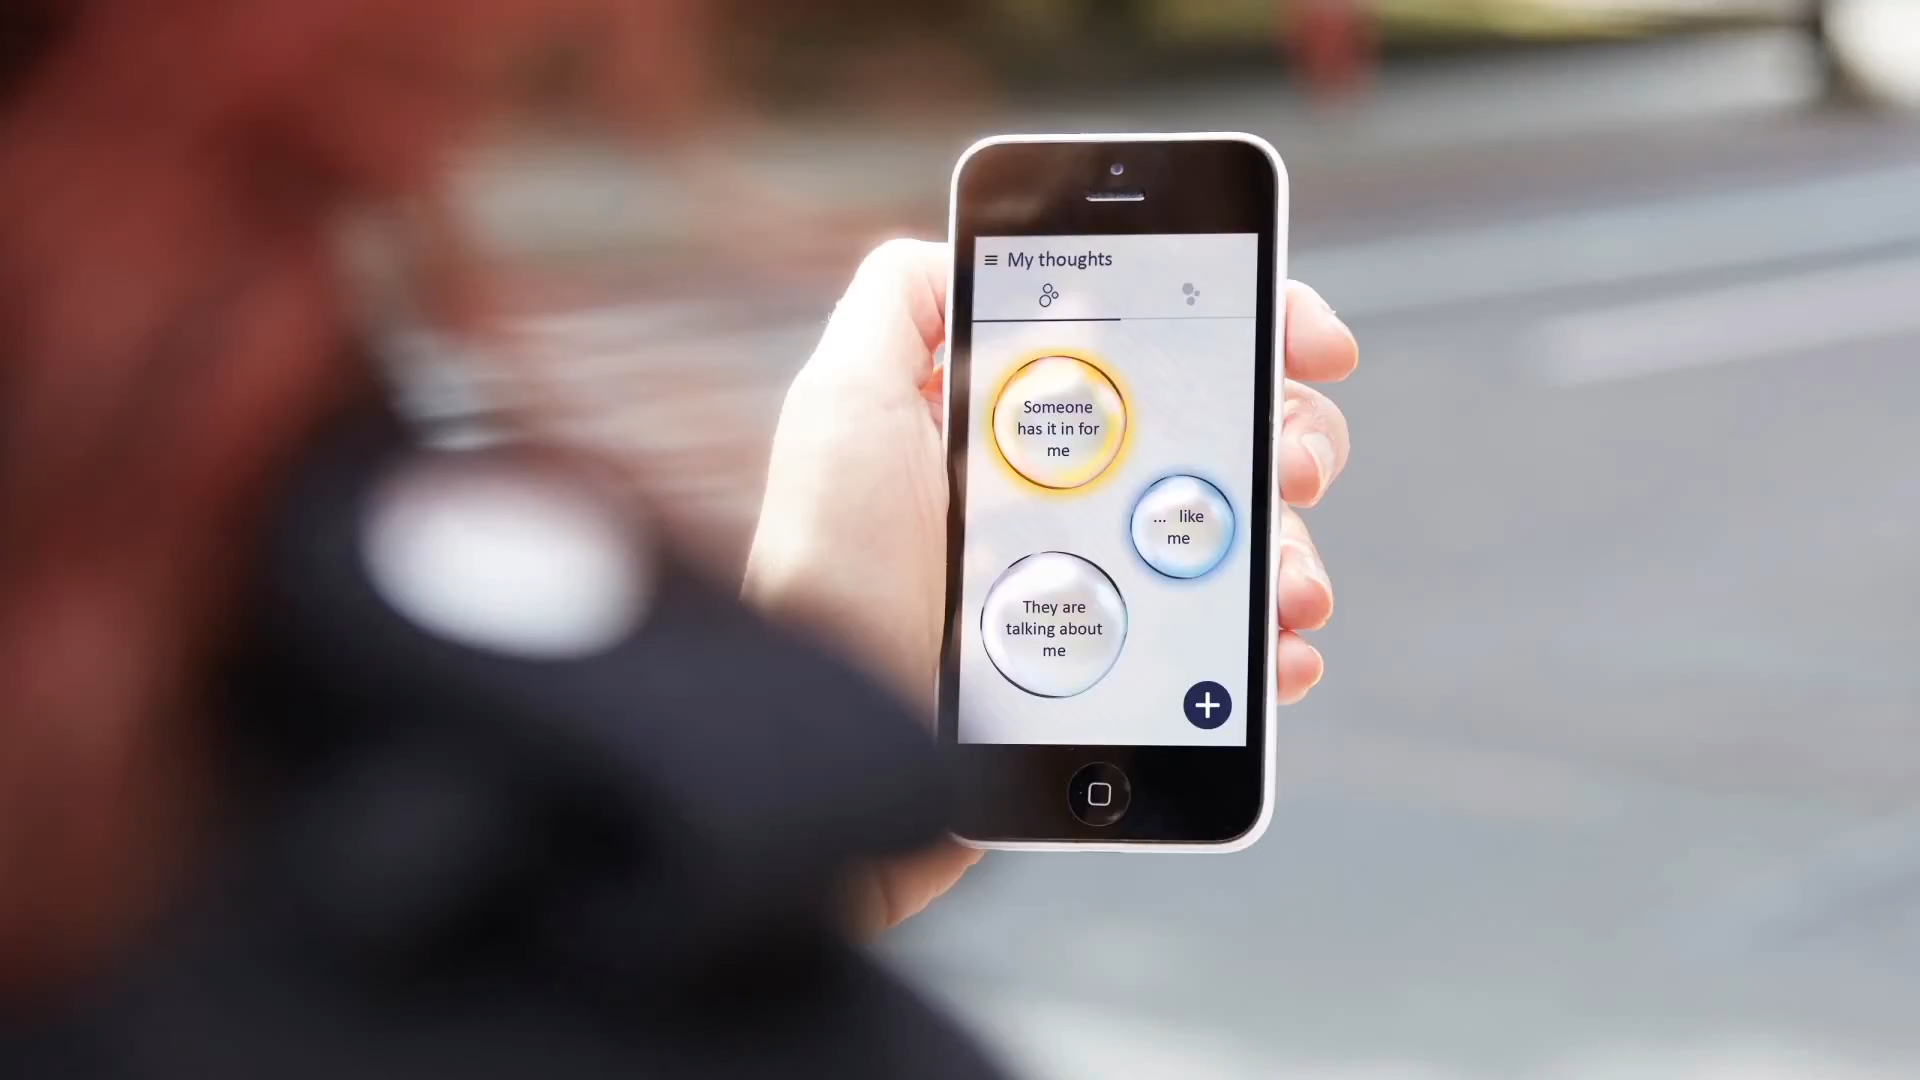 My thoughts
Someone
has it in for
me
... like
me
They are
talking about
me